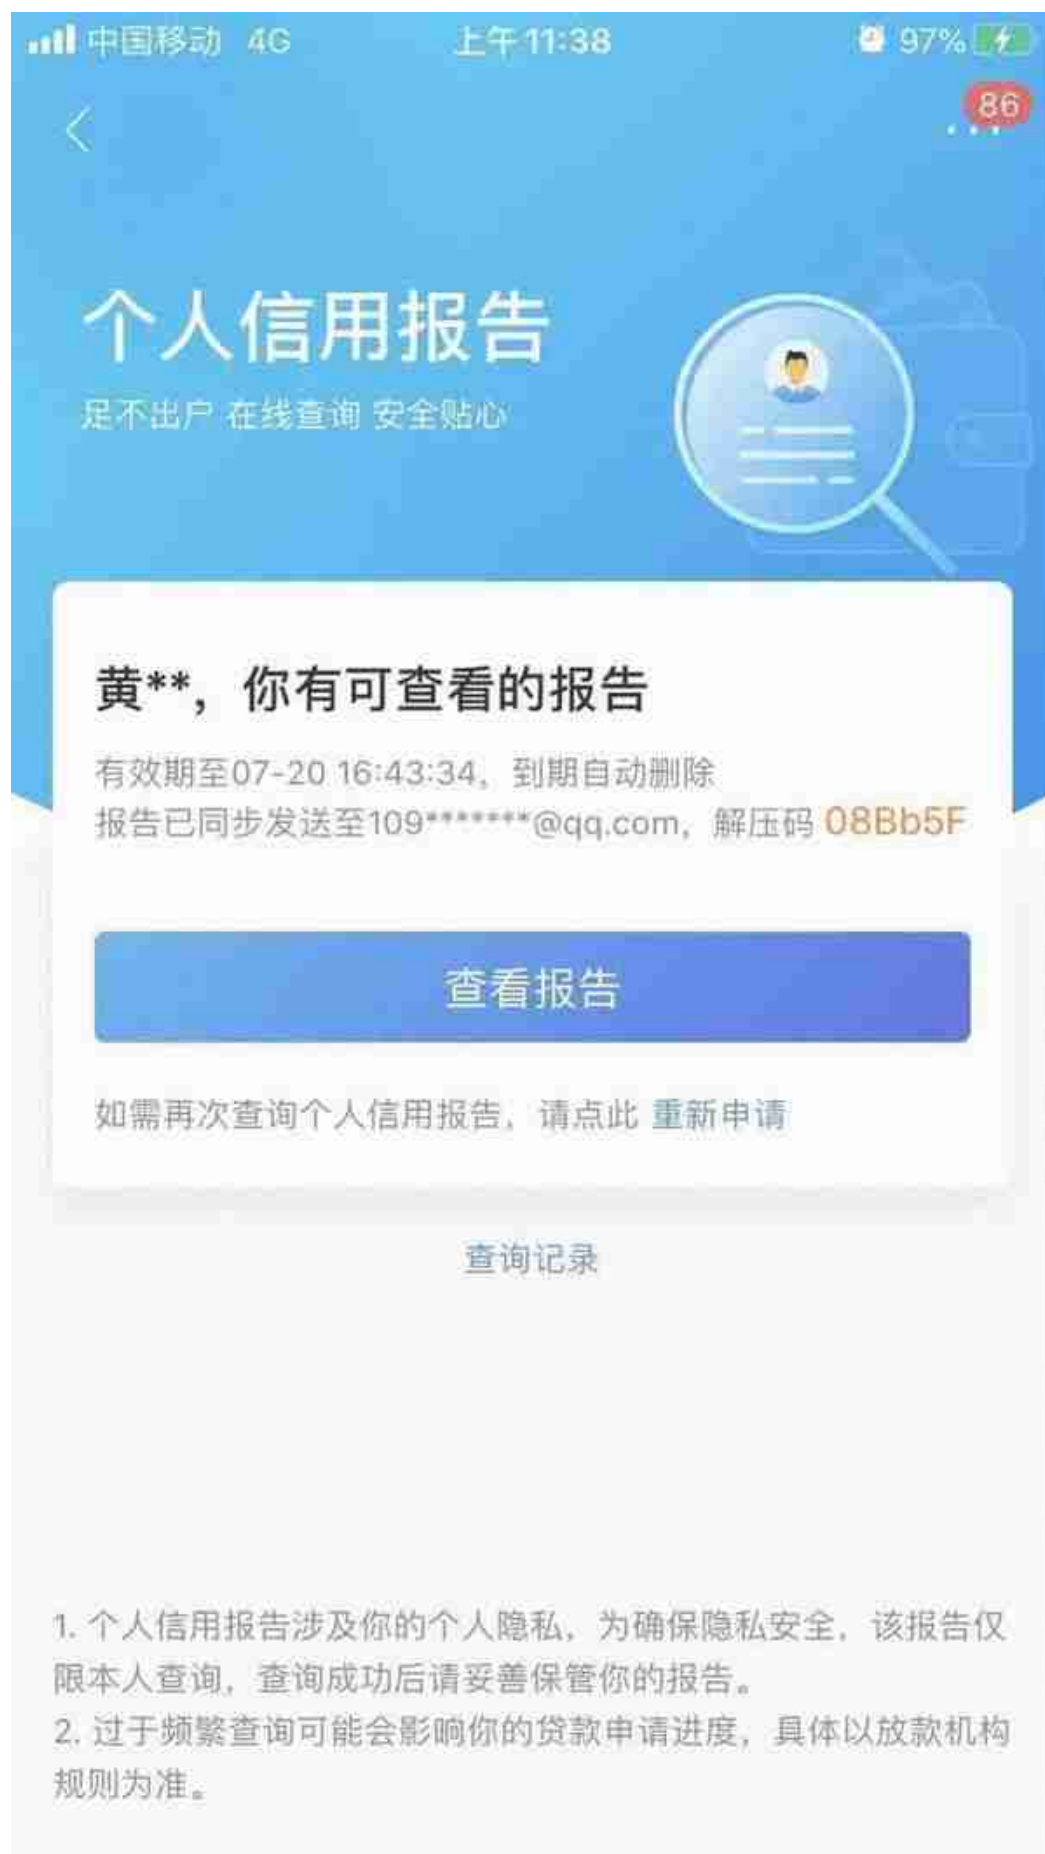 中国移动 4G 上午11:38 97%
86
个人信用报告
足不出户 在线查询 安全贴心
黄**，你有可查看的报告
有效期至07-20 16:43:34，到期自动删除
报告已同步发送至109*******@qq.com，解压码 08Bb5F
查看报告
如需再次查询个人信用报告，请点此 重新申请
查询记录
1. 个人信用报告涉及你的个人隐私，为确保隐私安全，该报告仅
限本人查询，查询成功后请妥善保管你的报告。
2. 过于频繁查询可能会影响你的贷款申请进度，具体以放款机构
规则为准。